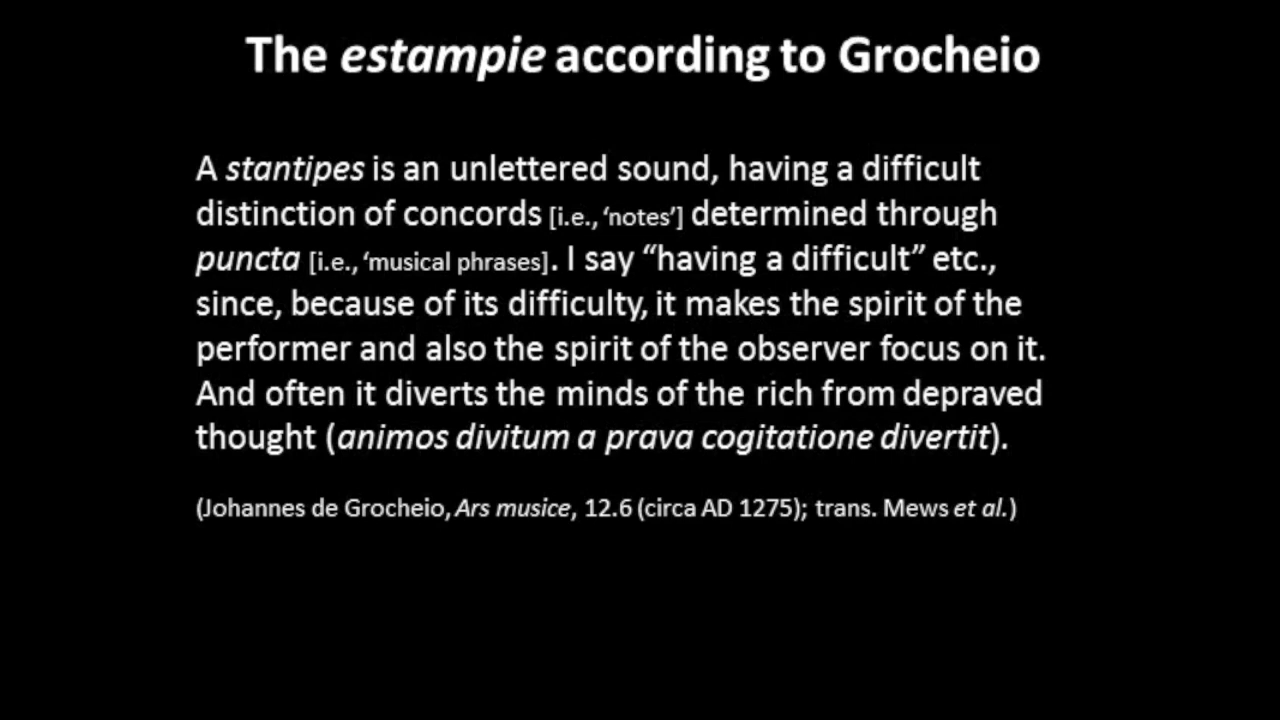 The estampie according to Grocheio
A stantipes is an unlettered sound, having a difficult
distinction of concords [i.e., ‘notes’] determined through
puncta [i.e., ‘musical phrases]. I say “having a difficult” etc.,
since, because of its difficulty, it makes the spirit of the
performer and also the spirit of the observer focus on it.
And often it diverts the minds of the rich from depraved
thought (animos divitum a prava cogitatione divertit).
(Johannes de Grocheio, Ars musice, 12.6 (circa AD 1275); trans. Mews et al.)